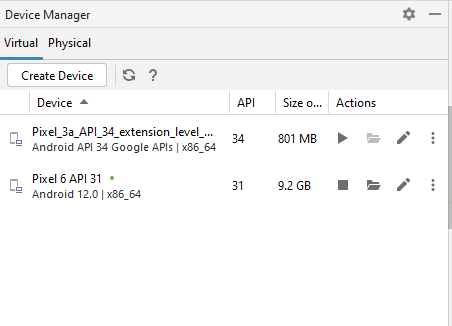 Device Manager
Virtual Physical
Create Device ?
Device API Size o... Actions
Pixel_3a_API_34_extension_level_... 34 801 MB
Android API 34 Google APIs | x86_64
Pixel 6 API 31 31 9.2 GB
Android 12.0 | x86_64